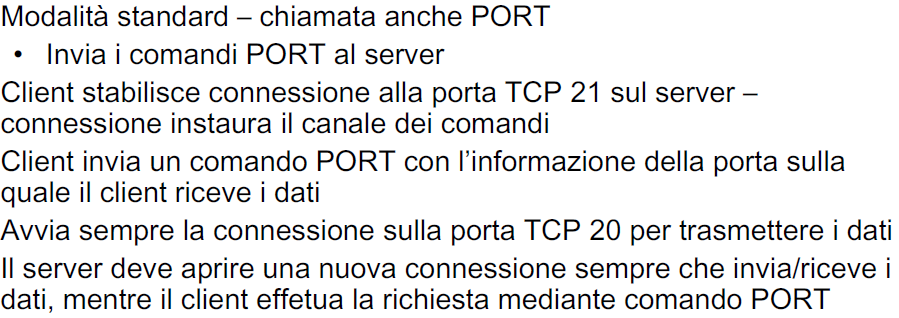 Modalità standard – chiamata anche PORT
• Invia i comandi PORT al server
Client stabilisce connessione alla porta TCP 21 sul server –
connessione instaura il canale dei comandi
Client invia un comando PORT con l’informazione della porta sulla
quale il client riceve i dati
Avvia sempre la connessione sulla porta TCP 20 per trasmettere i dati
Il server deve aprire una nuova connessione sempre che invia/riceve i
dati, mentre il client effetua la richiesta mediante comando PORT